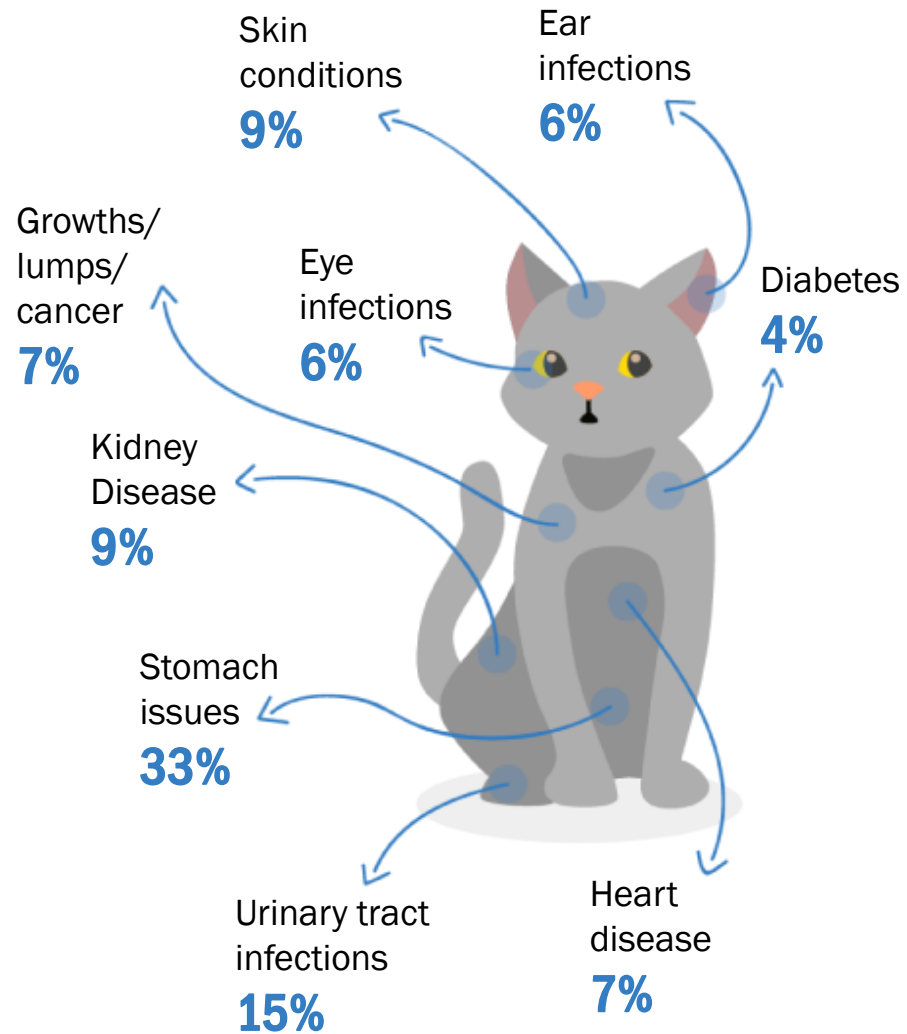 Skin
conditions
9%
Ear
infections
6%
Growths/
lumps/
cancer
7%
Eye
infections
6%
Diabetes
4%
Kidney
Disease
9%
Stomach
issues
33%
Urinary tract
infections
15%
Heart
disease
7%